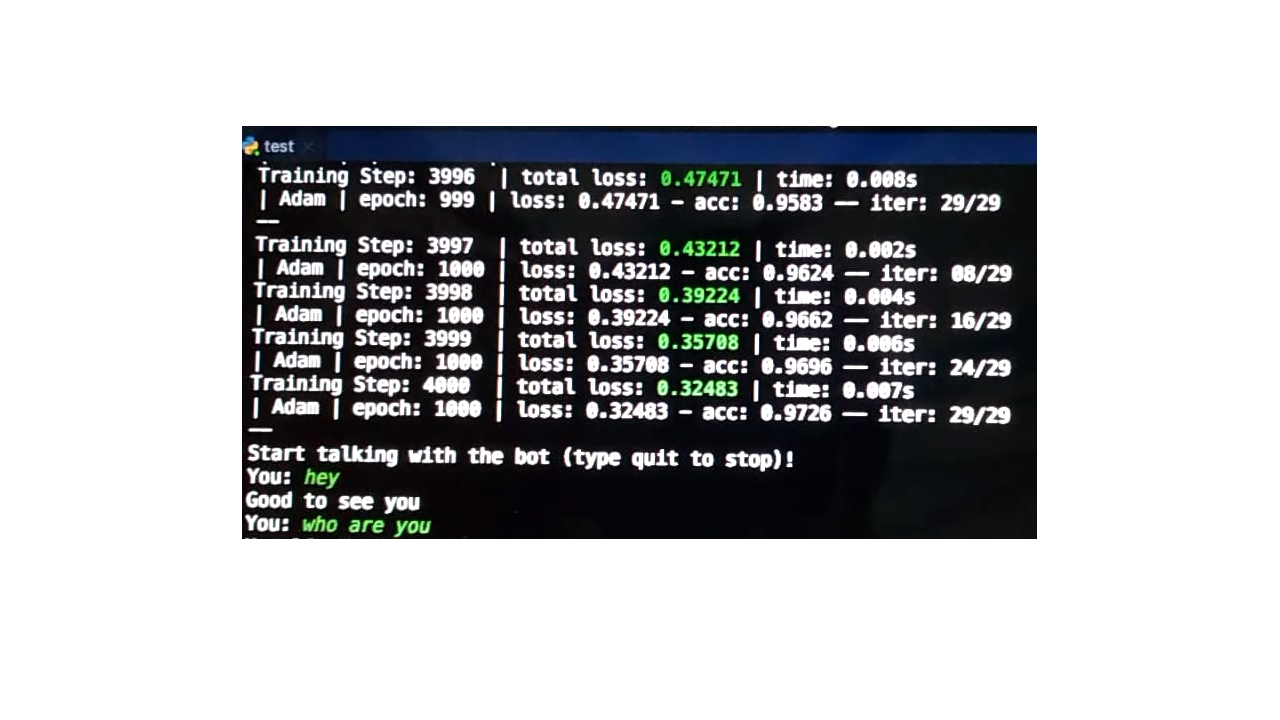 test
Training Step: 3996 | total loss: 0.47471 | time: 0.008s
| Adam | epoch: 999 | loss: 0.47471 - acc: 0.9583 -- iter: 29/29
--
Training Step: 3997 | total loss: 0.43212 | time: 0.002s
| Adam | epoch: 1000 | loss: 0.43212 - acc: 0.9624 -- iter: 08/29
Training Step: 3998 | total loss: 0.39224 | time: 0.004s
| Adam | epoch: 1000 | loss: 0.39224 - acc: 0.9662 -- iter: 16/29
Training Step: 3999 | total loss: 0.35708 | time: 0.006s
| Adam | epoch: 1000 | loss: 0.35708 - acc: 0.9696 -- iter: 24/29
Training Step: 4000 | total loss: 0.32483 | time: 0.007s
| Adam | epoch: 1000 | loss: 0.32483 - acc: 0.9726 -- iter: 29/29
--
Start talking with the bot (type quit to stop)!
You: hey
Good to see you
You: who are you